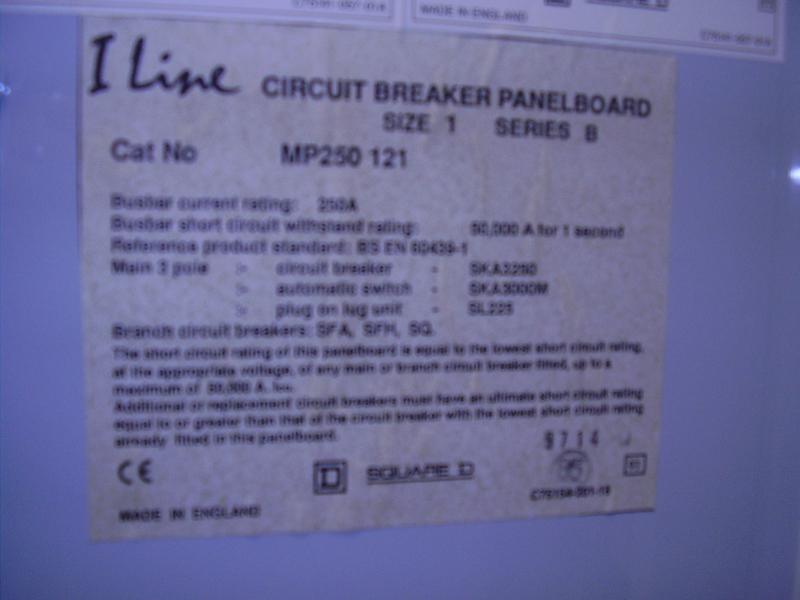 MADE IN ENGLAND
I Line CIRCUIT BREAKER PANELBOARD
SIZE 1 SERIES B
Cat No MP250 121
Busbar current rating: 250A
Busbar short circuit withstand rating: 50,000 A for 1 second
Reference product standard: BS EN 60439-1
Main 3 pole :- circuit breaker - SKA3250
:- automatic switch - SKA3000M
:- plug on lug unit - SL225
Branch circuit breakers: SFA, SFH, SQ.
The short circuit rating of this panelboard is equal to the lowest short circuit rating,
at the appropriate voltage, of any main or branch circuit breaker fitted, up to a
maximum of 50,000 A.
Additional or replacement circuit breakers must have an ultimate short circuit rating
equal to or greater than that of the circuit breaker with the lowest short circuit rating
already fitted in this panelboard.
9714
CE D SQUARE D
MADE IN ENGLAND